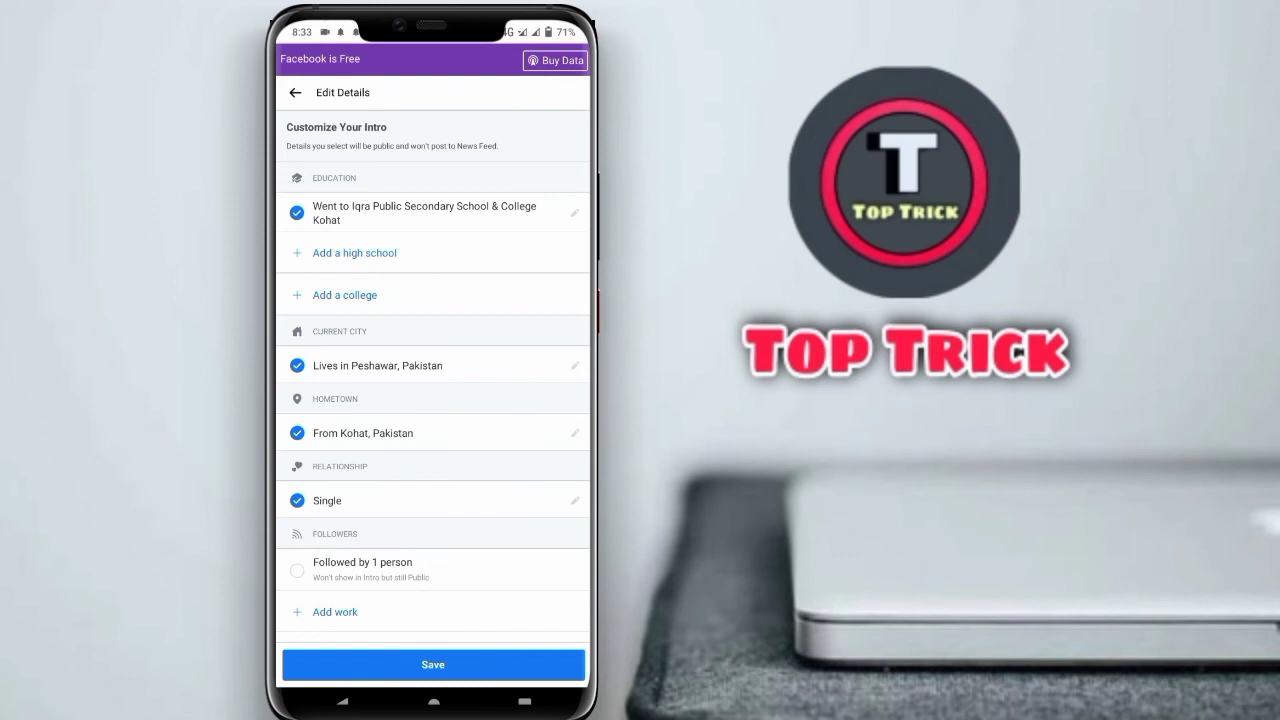 8:33
4G
71%
Facebook is Free
Buy Data
Edit Details
Customize Your Intro
Details you select will be public and won't post to News Feed.
EDUCATION
Went to Iqra Public Secondary School & College
Kohat
+ Add a high school
+ Add a college
CURRENT CITY
Lives in Peshawar, Pakistan
HOMETOWN
From Kohat, Pakistan
RELATIONSHIP
Single
FOLLOWERS
Followed by 1 person
Won't show in Intro but still Public
+ Add work
Save
T
TOP TRICK
TOP TRICK